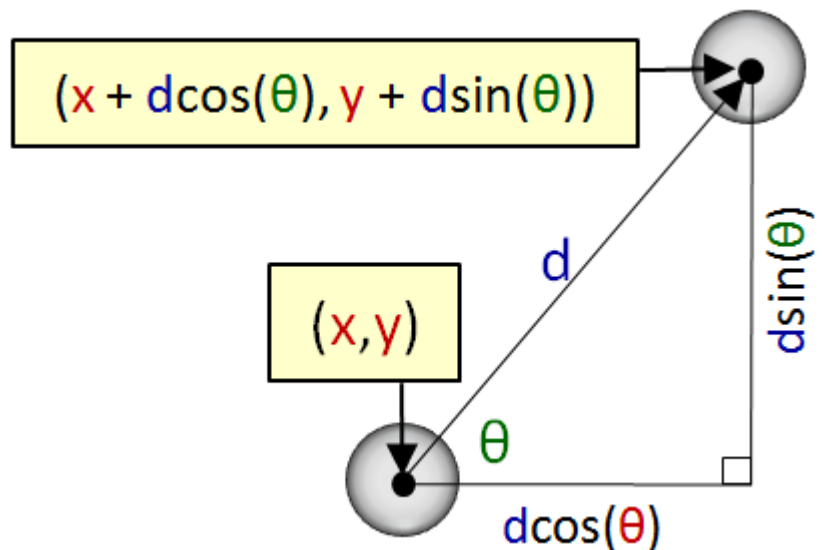 (x + dcos(θ), y + dsin(θ))
d
dsin(θ)
(x,y)
θ
dcos(θ)